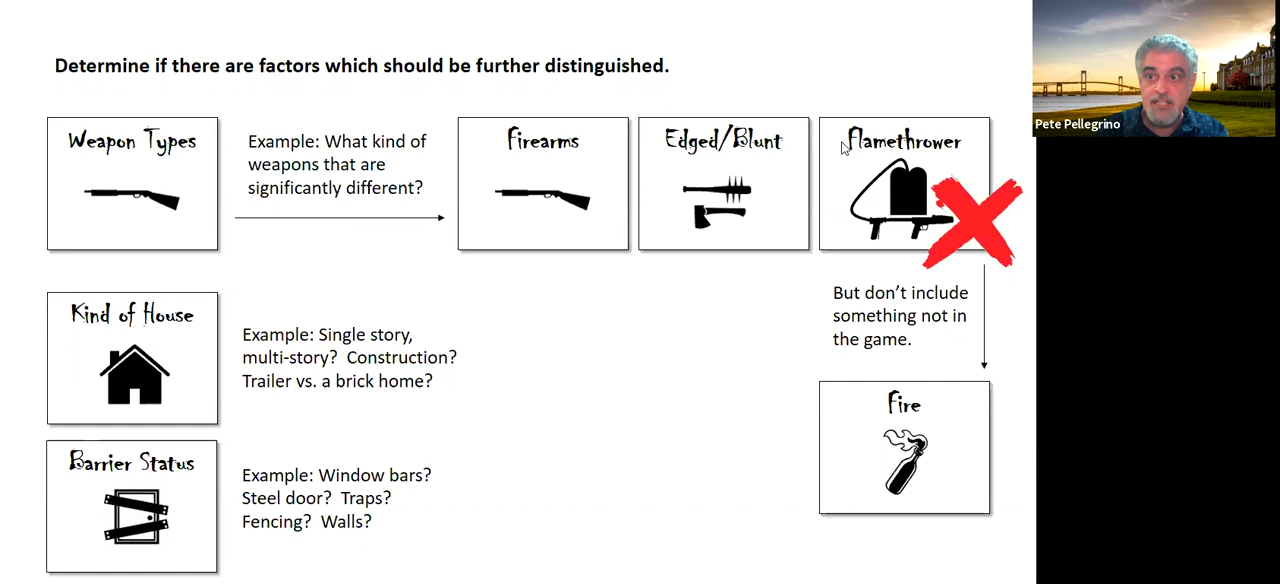 Determine if there are factors which should be further distinguished.
Weapon Types
Example: What kind of
weapons that are
significantly different?
Firearms
Edged/Blunt
Flamethrower
But don't include
something not in
the game.
Fire
Kind of House
Example: Single story,
multi-story? Construction?
Trailer vs. a brick home?
Barrier Status
Example: Window bars?
Steel door? Traps?
Fencing? Walls?
Pete Pellegrino